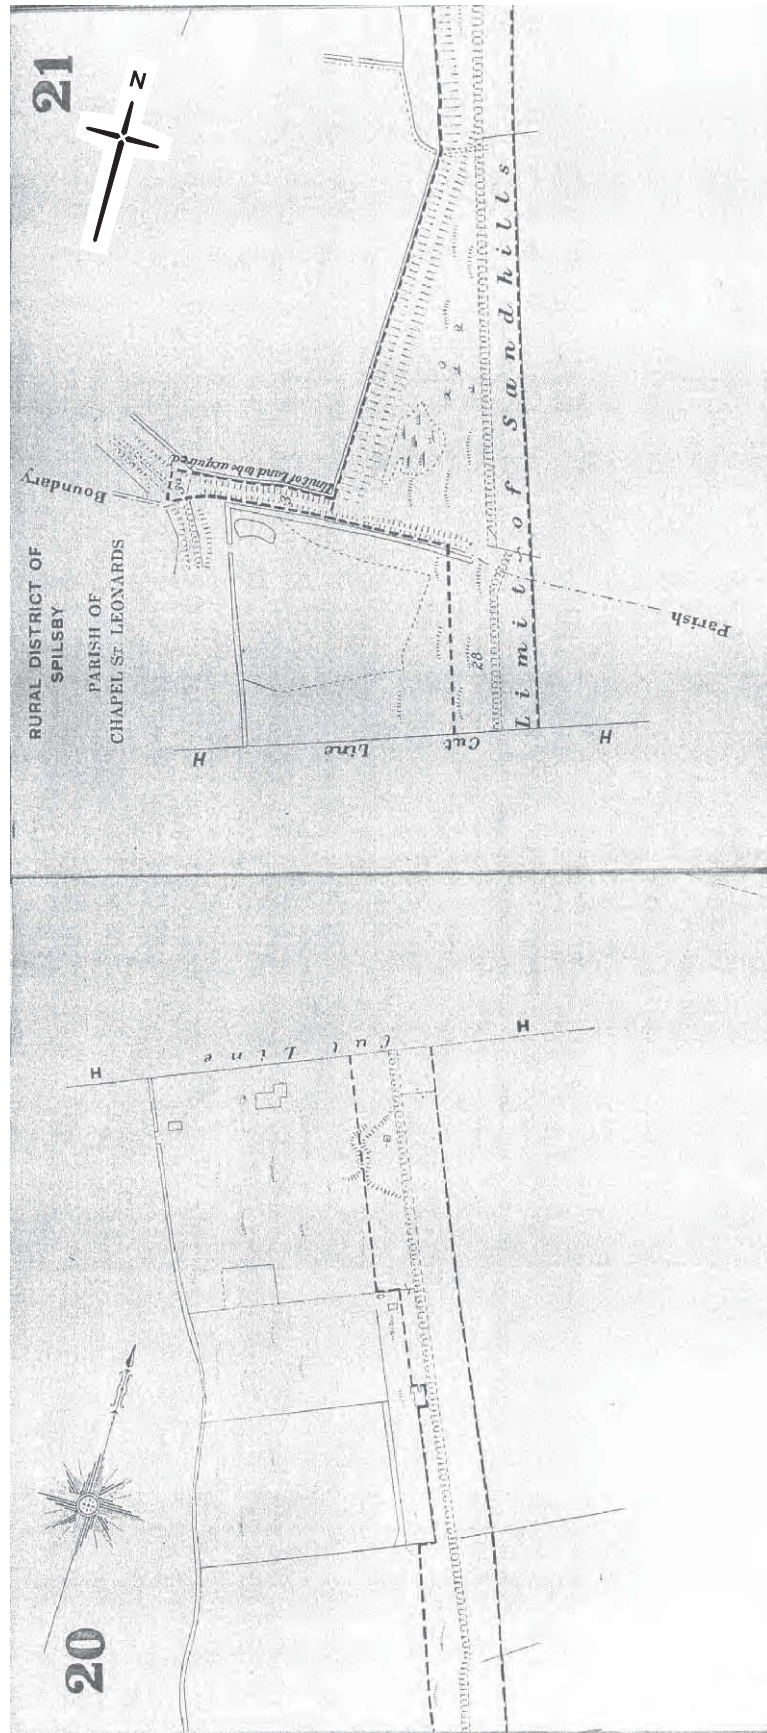 21
N
RURAL DISTRICT OF
SPILSBY
PARISH OF
CHAPEL ST LEONARDS
Boundary
Limit of Land to be acquired
Limit of Sandhills
28
Parish
H
Cut Line
H
H
Cut Line
H
20